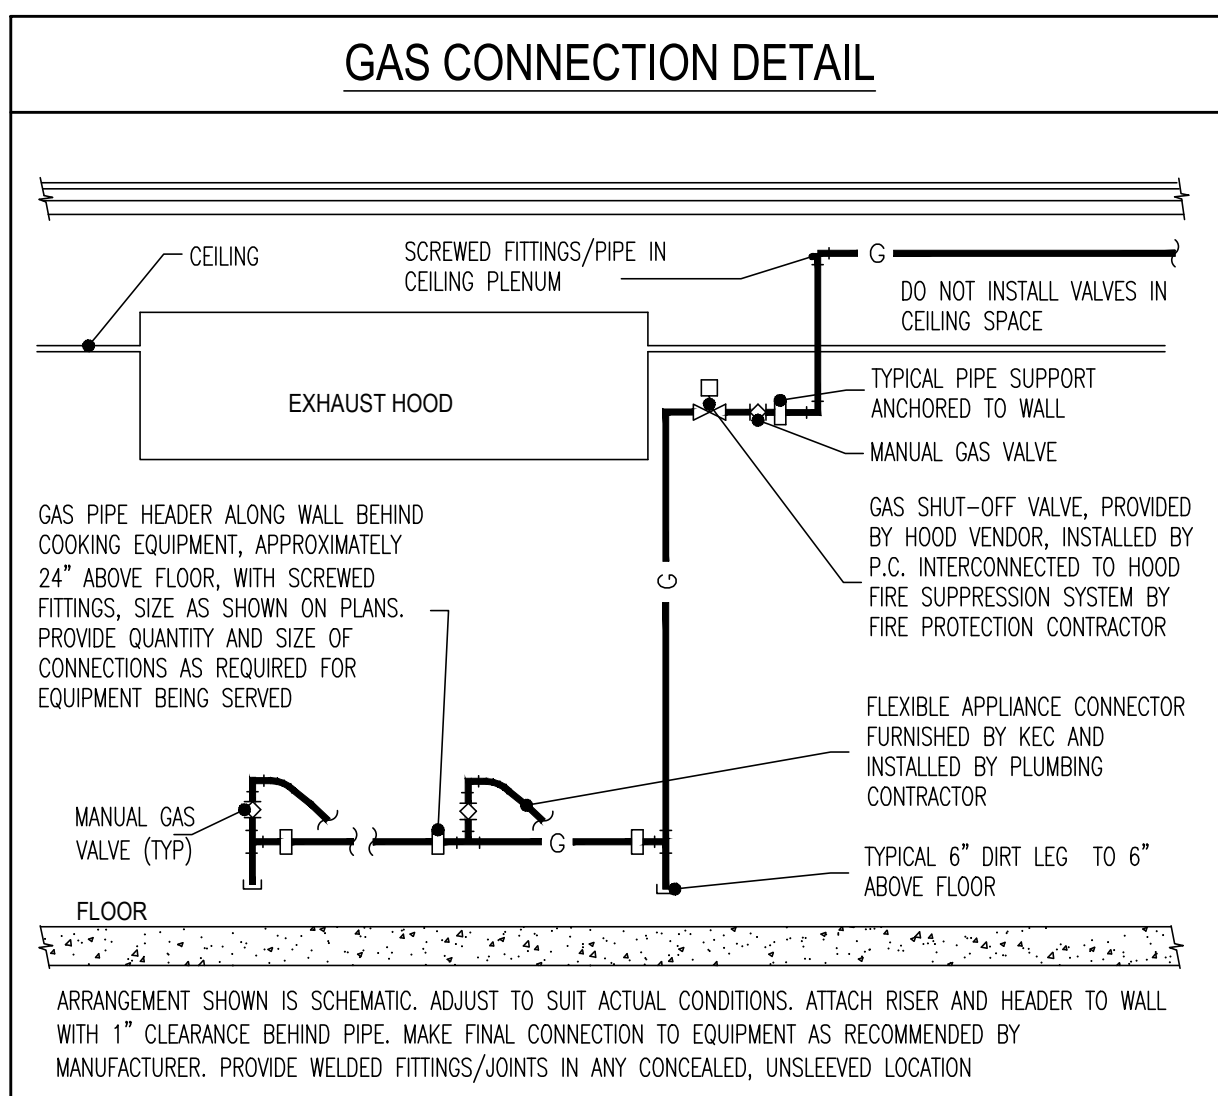 GAS CONNECTION DETAIL
CEILING
SCREWED FITTINGS/PIPE IN
CEILING PLENUM
G
DO NOT INSTALL VALVES IN
CEILING SPACE
EXHAUST HOOD
TYPICAL PIPE SUPPORT
ANCHORED TO WALL
MANUAL GAS VALVE
GAS PIPE HEADER ALONG WALL BEHIND
COOKING EQUIPMENT, APPROXIMATELY
24" ABOVE FLOOR, WITH SCREWED
FITTINGS, SIZE AS SHOWN ON PLANS.
PROVIDE QUANTITY AND SIZE OF
CONNECTIONS AS REQUIRED FOR
EQUIPMENT BEING SERVED
G
GAS SHUT-OFF VALVE, PROVIDED
BY HOOD VENDOR, INSTALLED BY
P.C. INTERCONNECTED TO HOOD
FIRE SUPPRESSION SYSTEM BY
FIRE PROTECTION CONTRACTOR
FLEXIBLE APPLIANCE CONNECTOR
FURNISHED BY KEC AND
INSTALLED BY PLUMBING
CONTRACTOR
MANUAL GAS
VALVE (TYP)
G
TYPICAL 6" DIRT LEG TO 6"
ABOVE FLOOR
FLOOR
ARRANGEMENT SHOWN IS SCHEMATIC. ADJUST TO SUIT ACTUAL CONDITIONS. ATTACH RISER AND HEADER TO WALL
WITH 1" CLEARANCE BEHIND PIPE. MAKE FINAL CONNECTION TO EQUIPMENT AS RECOMMENDED BY
MANUFACTURER. PROVIDE WELDED FITTINGS/JOINTS IN ANY CONCEALED, UNSLEEVED LOCATION